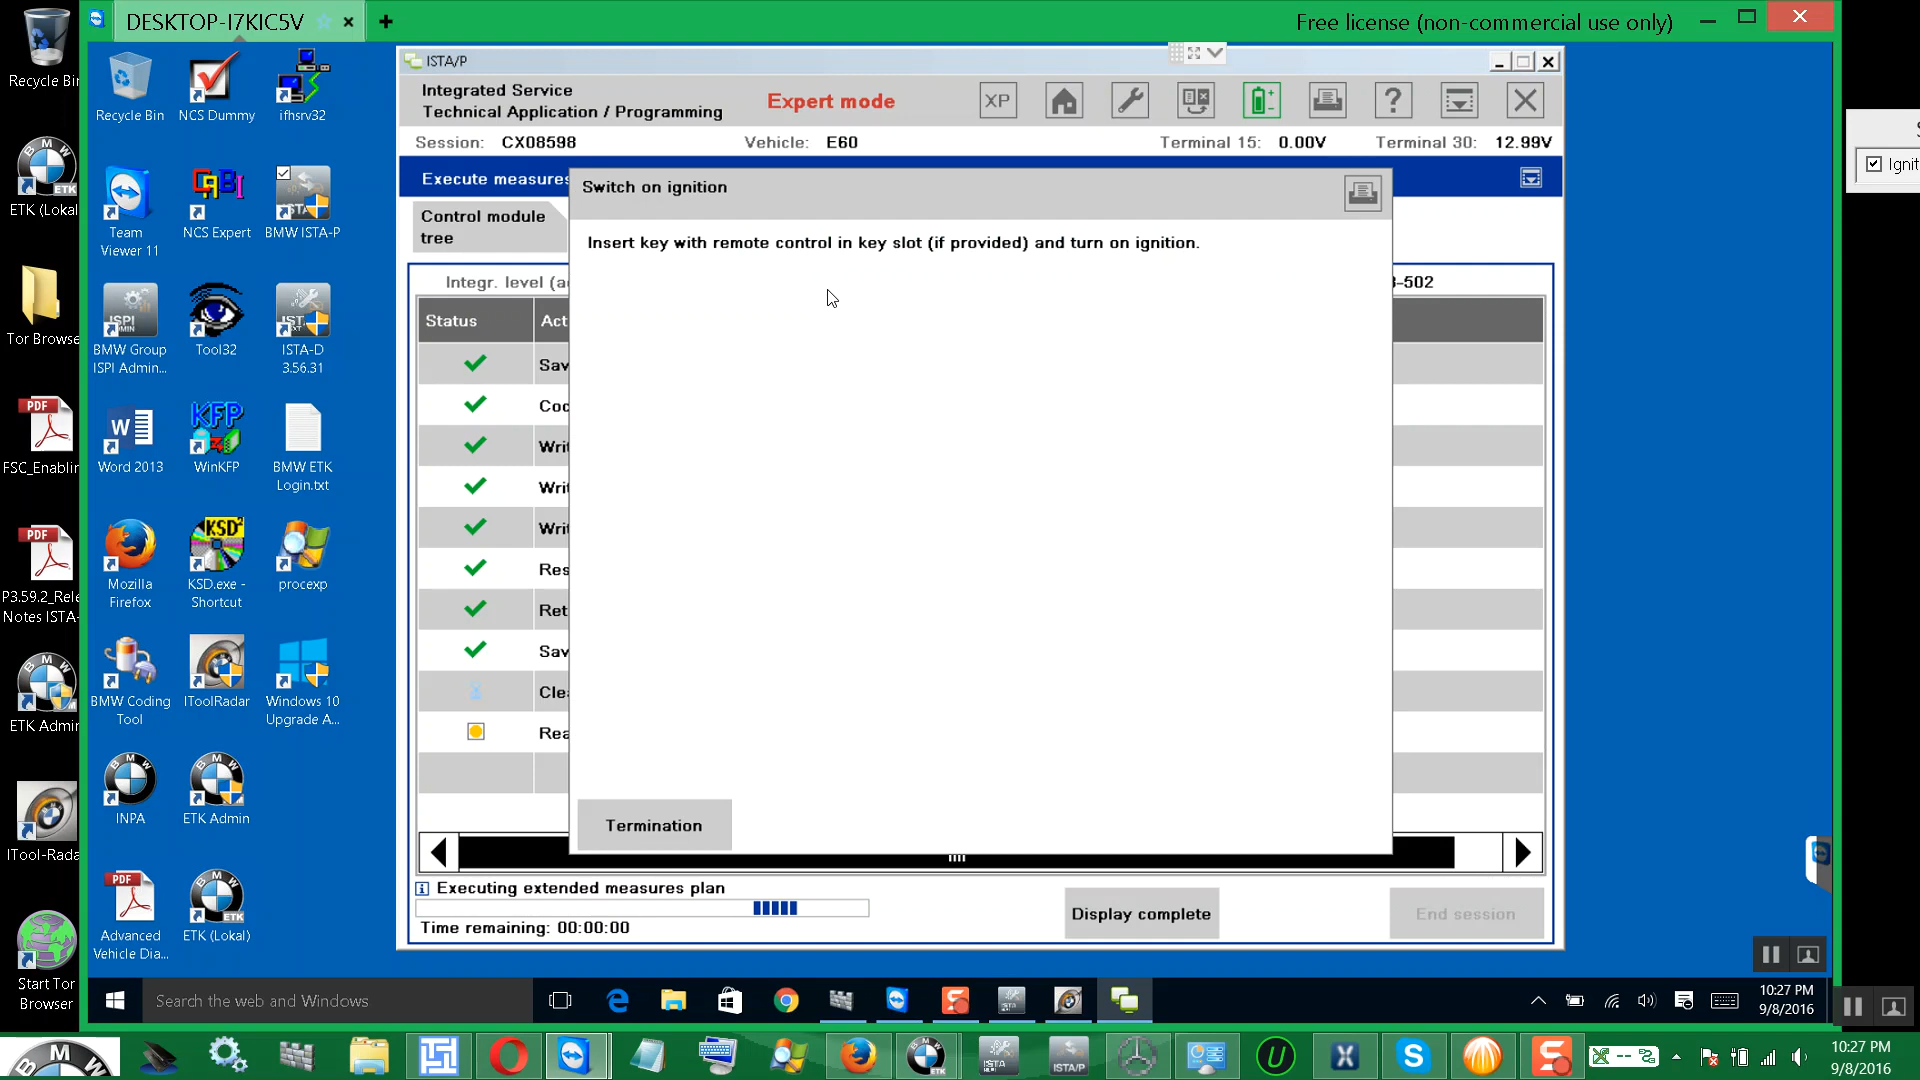 DESKTOP-I7KIC5V
Free license (non-commercial use only)
Recycle Bin
ETK (Lokal
Tor Browse
FSC_Enablin
P3.59.2_Rele
Notes ISTA-
ETK Admin
ITool-Rada
Start Tor
Browser
Recycle Bin
NCS Dummy
ifhsrv32
Team
Viewer 11
NCS Expert
BMW ISTA-P
BMW Group
ISPI Admin...
Tool32
ISTA-D
3.56.31
Word 2013
WinKFP
BMW ETK
Login.txt
Mozilla
Firefox
KSD.exe -
Shortcut
procexp
BMW Coding
Tool
IToolRadar
Windows 10
Upgrade A...
INPA
ETK Admin
Advanced
Vehicle Dia...
ETK (Lokal)
ISTA/P
Integrated Service
Technical Application / Programming
Expert mode
XP
Session: CX08598
Vehicle: E60
Terminal 15: 0.00V
Terminal 30: 12.99V
Execute measures
Switch on ignition
Control module
tree
Insert key with remote control in key slot (if provided) and turn on ignition.
Integr. level (a
-502
Status
Act
Sav
Coc
Writ
Writ
Writ
Res
Ret
Sav
Clea
Rea
Termination
Executing extended measures plan
Time remaining: 00:00:00
Display complete
End session
Ignit
Search the web and Windows
10:27 PM
9/8/2016
10:27 PM
9/8/2016